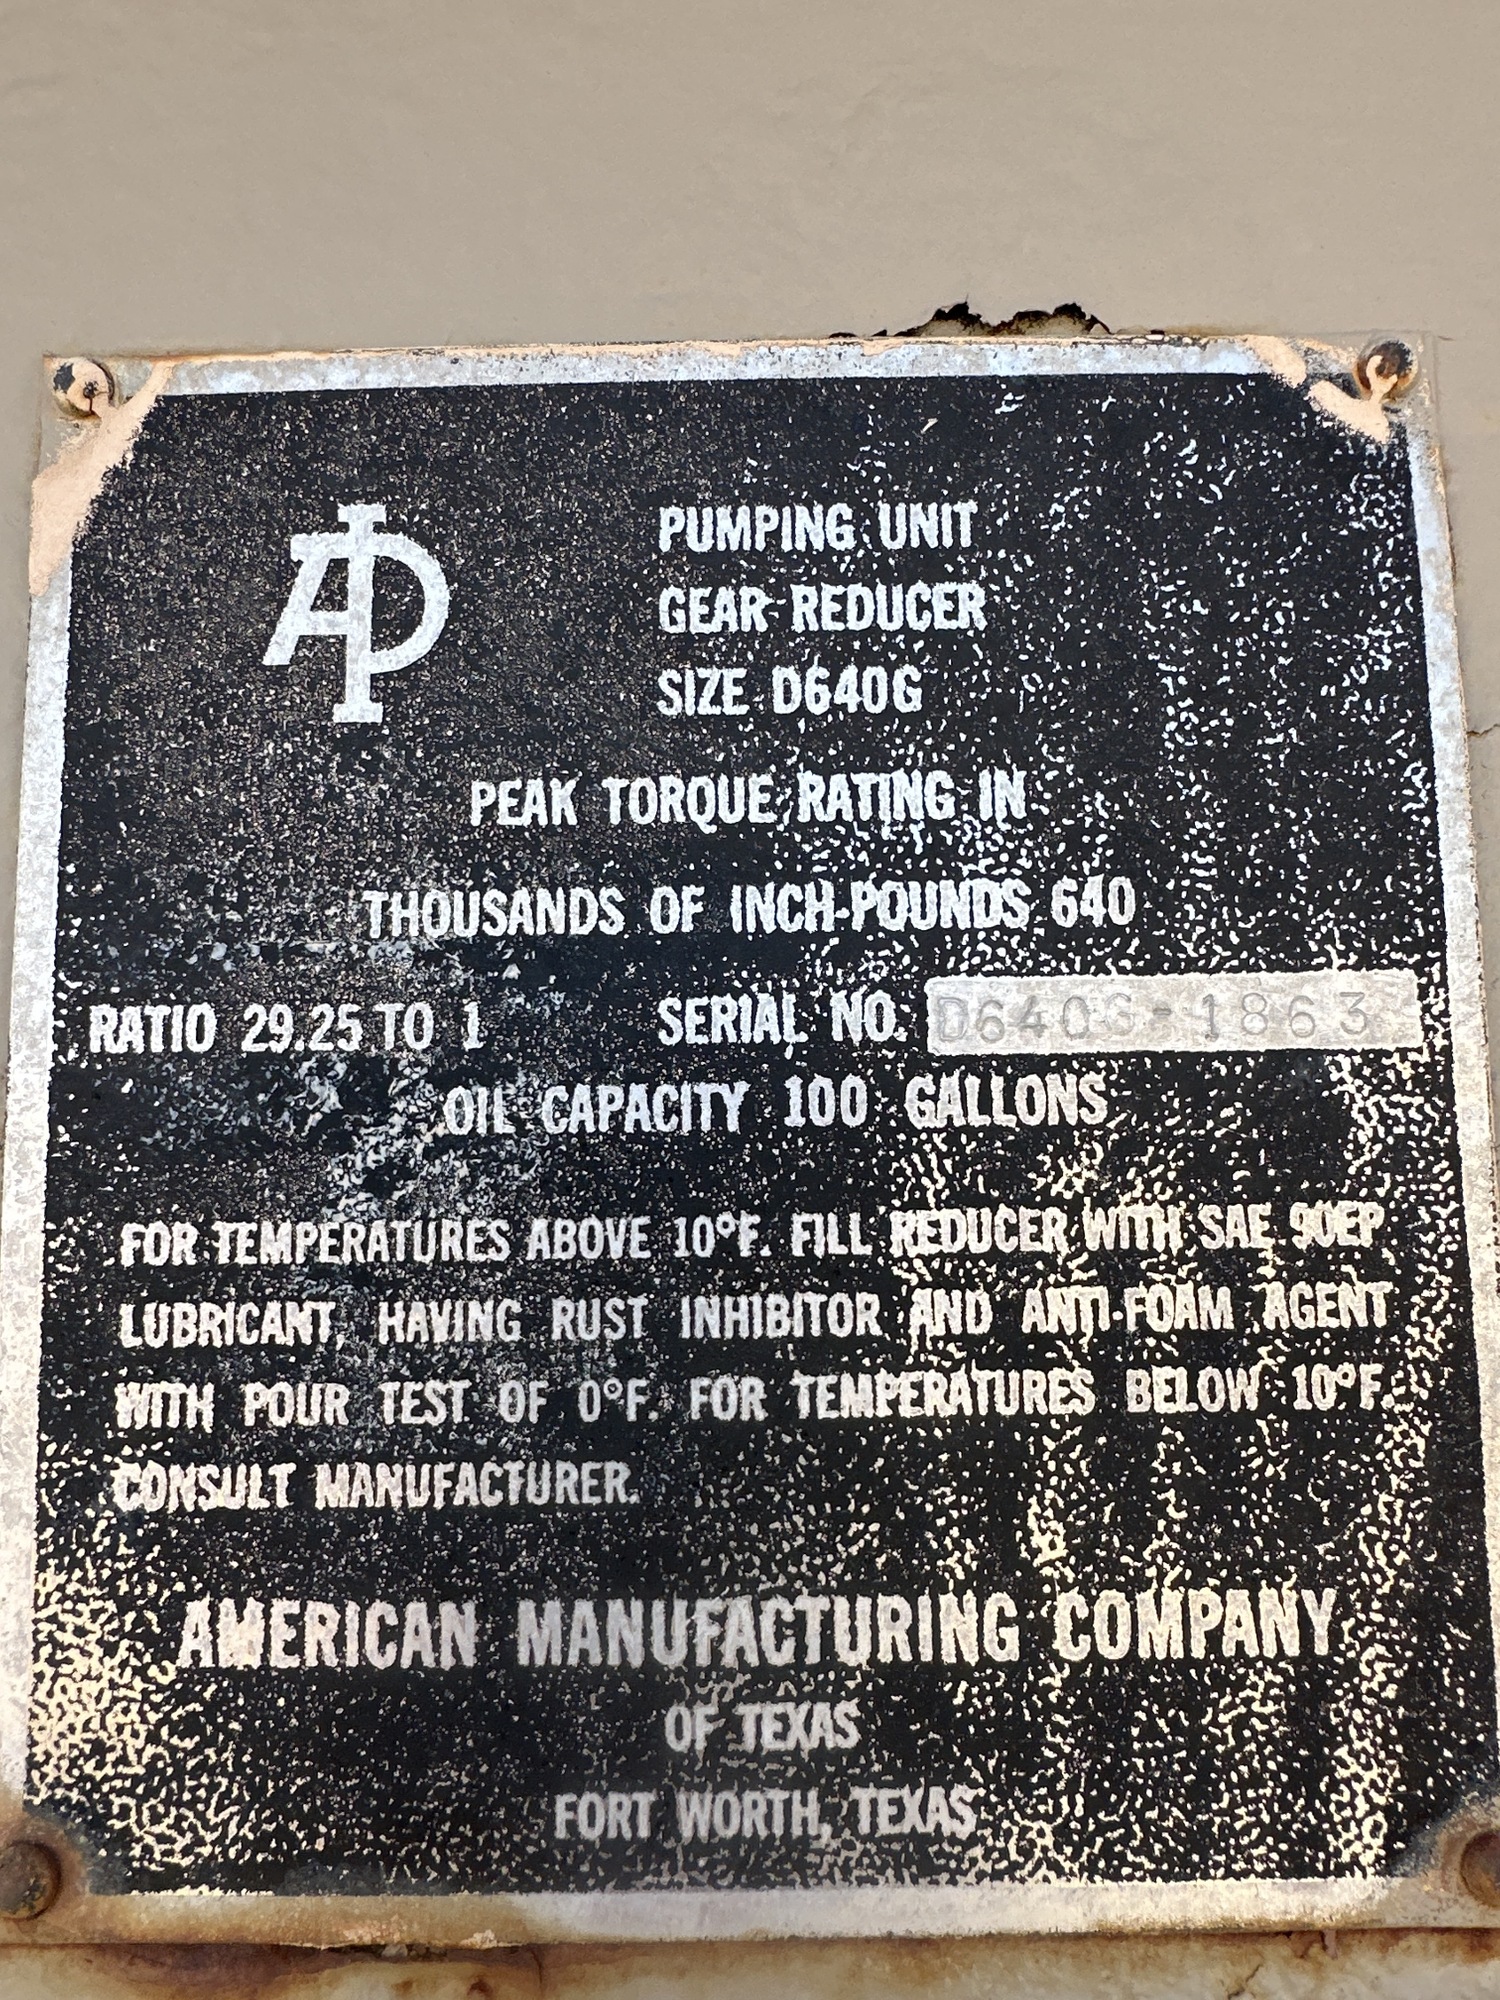 API
PUMPING UNIT
GEAR REDUCER
SIZE D640G
PEAK TORQUE RATING IN
THOUSANDS OF INCH-POUNDS 640
RATIO 29.25 TO 1 SERIAL NO. D640G-1863
OIL CAPACITY 100 GALLONS
FOR TEMPERATURES ABOVE 10°F. FILL REDUCER WITH SAE 90EP
LUBRICANT, HAVING RUST INHIBITOR AND ANTI-FOAM AGENT
WITH POUR TEST OF 0°F. FOR TEMPERATURES BELOW 10°F.
CONSULT MANUFACTURER.
AMERICAN MANUFACTURING COMPANY
OF TEXAS
FORT WORTH, TEXAS